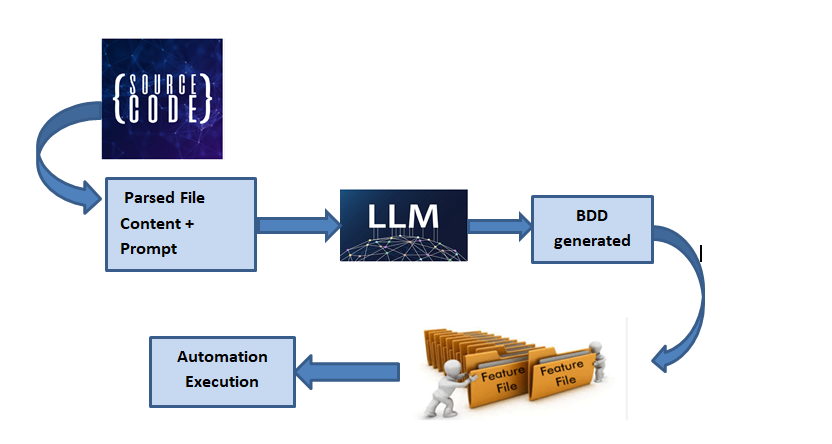 {SOURCE
CODE}
Parsed File
Content +
Prompt
LLM
BDD
generated
Feature
File
Feature
File
Automation
Execution